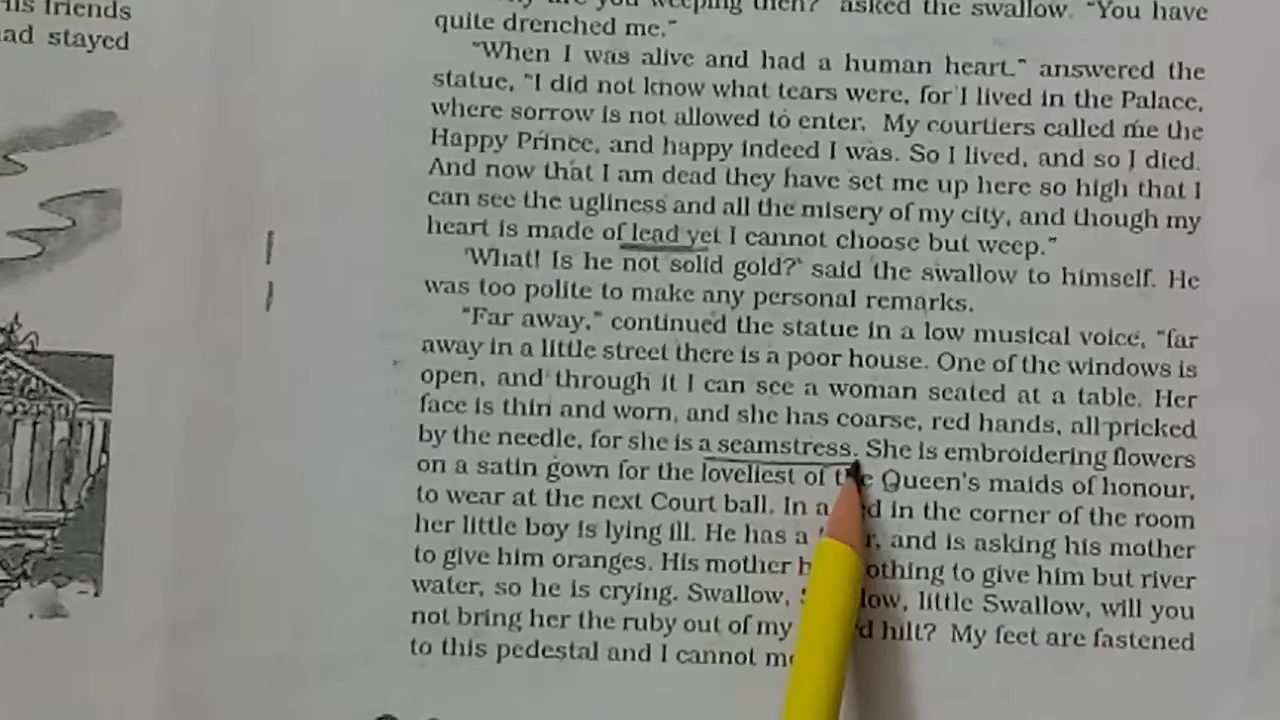 his friends
had stayed
are you weeping then?" asked the swallow. "You have
quite drenched me."
"When I was alive and had a human heart." answered the
statue, "I did not know what tears were, for I lived in the Palace,
where sorrow is not allowed to enter. My courtiers called me the
Happy Prince, and happy indeed I was. So I lived, and so I died.
And now that I am dead they have set me up here so high that I
can see the ugliness and all the misery of my city, and though my
heart is made of lead yet I cannot choose but weep."
'What! Is he not solid gold?' said the swallow to himself. He
was too polite to make any personal remarks.
"Far away," continued the statue in a low musical voice, "far
away in a little street there is a poor house. One of the windows is
open, and through it I can see a woman seated at a table. Her
face is thin and worn, and she has coarse, red hands, all pricked
by the needle, for she is a seamstress. She is embroidering flowers
on a satin gown for the loveliest of the Queen's maids of honour,
to wear at the next Court ball. In a in the corner of the room
her little boy is lying ill. He has a and is asking his mother
to give him oranges. His mother nothing to give him but river
water, so he is crying. Swallow, little Swallow, will you
not bring her the ruby out of my hilt? My feet are fastened
to this pedestal and I cannot